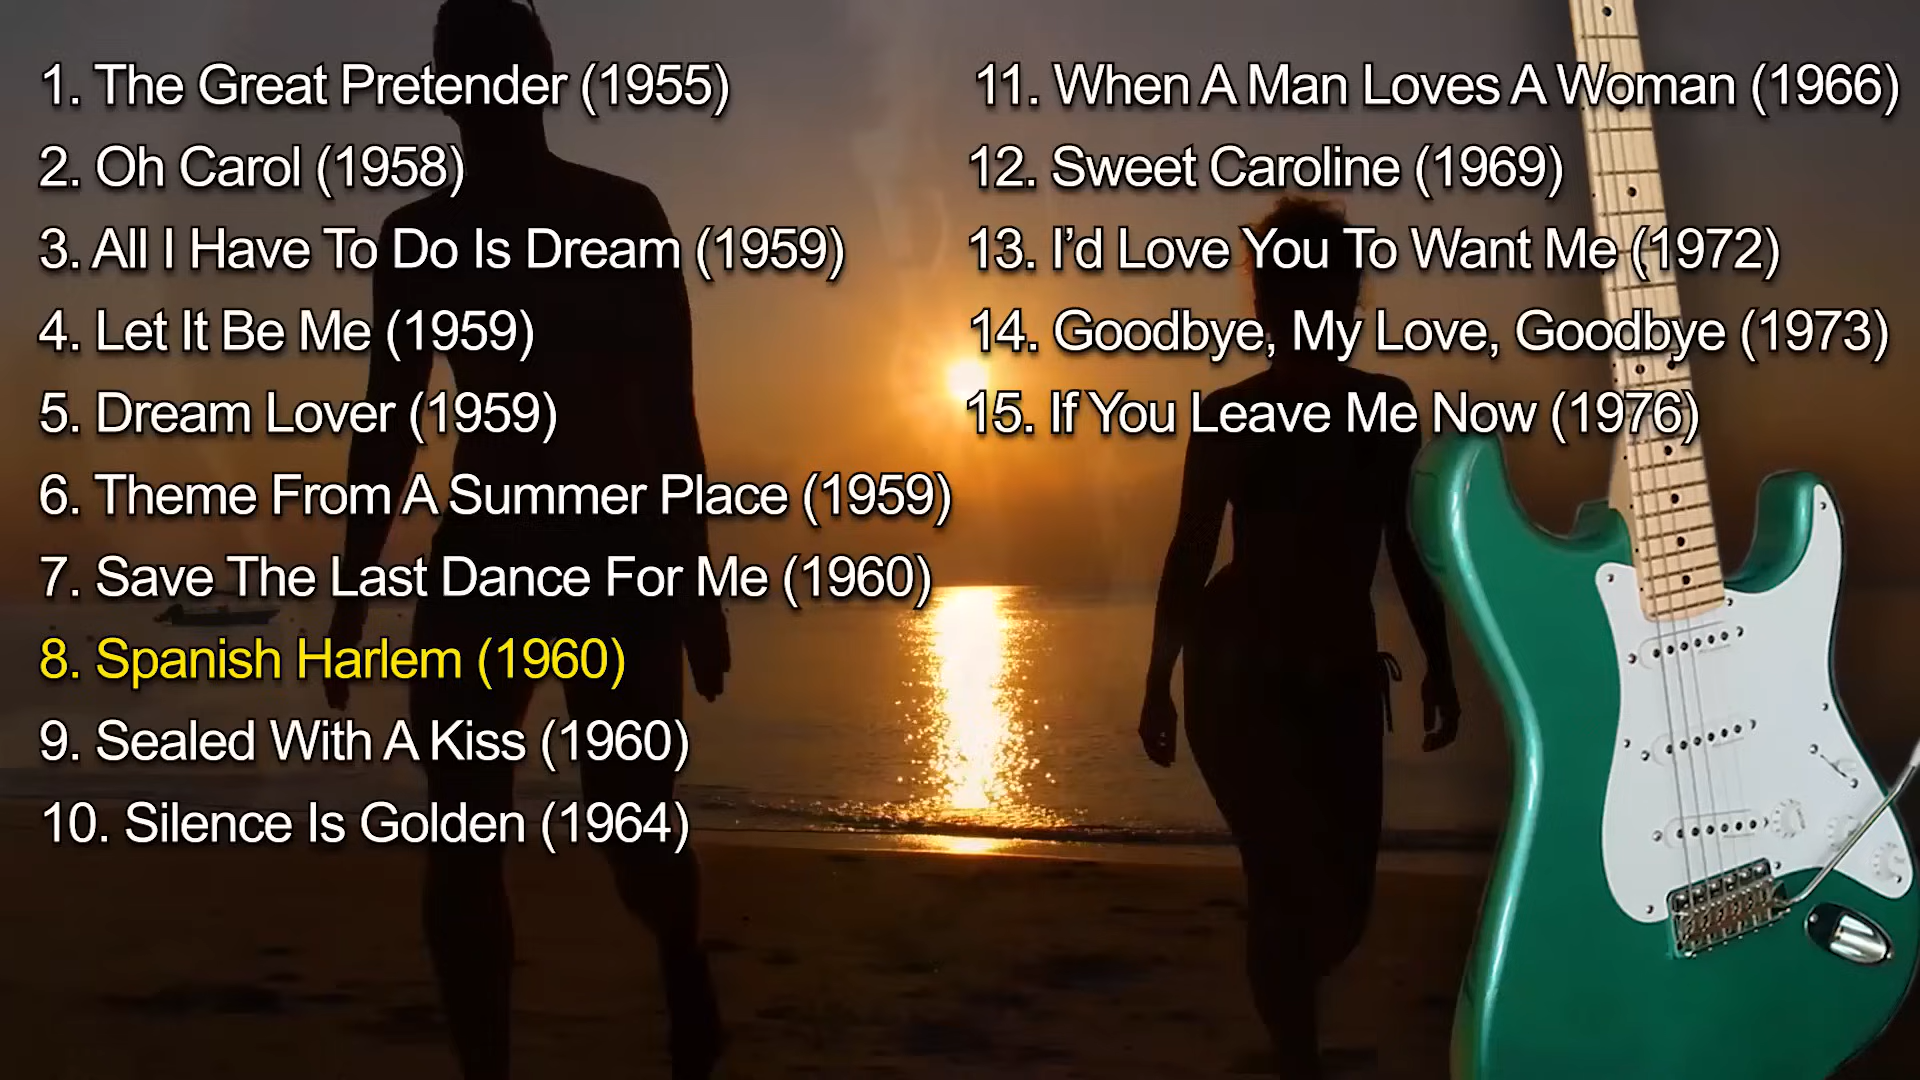 1. The Great Pretender (1955)
2. Oh Carol (1958)
3. All I Have To Do Is Dream (1959)
4. Let It Be Me (1959)
5. Dream Lover (1959)
6. Theme From A Summer Place (1959)
7. Save The Last Dance For Me (1960)
8. Spanish Harlem (1960)
9. Sealed With A Kiss (1960)
10. Silence Is Golden (1964)
11. When A Man Loves A Woman (1966)
12. Sweet Caroline (1969)
13. I’d Love You To Want Me (1972)
14. Goodbye, My Love, Goodbye (1973)
15. If You Leave Me Now (1976)